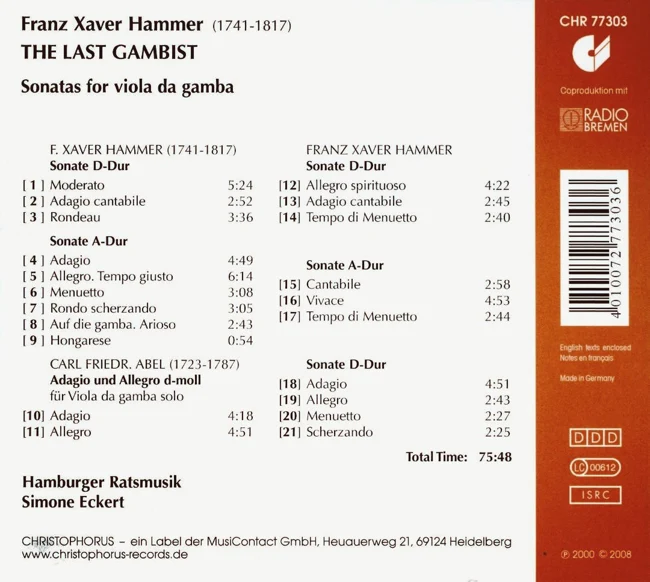 Franz Xaver Hammer (1741-1817)
THE LAST GAMBIST
Sonatas for viola da gamba
F. XAVER HAMMER (1741-1817)
Sonate D-Dur
[ 1 ] Moderato 5:24
[ 2 ] Adagio cantabile 2:52
[ 3 ] Rondeau 3:36
Sonate A-Dur
[ 4 ] Adagio 4:49
[ 5 ] Allegro. Tempo giusto 6:14
[ 6 ] Menuetto 3:08
[ 7 ] Rondo scherzando 3:05
[ 8 ] Auf die gamba. Arioso 2:43
[ 9 ] Hongarese 0:54
CARL FRIEDR. ABEL (1723-1787)
Adagio und Allegro d-moll
für Viola da gamba solo
[10] Adagio 4:18
[11] Allegro 4:51
FRANZ XAVER HAMMER
Sonate D-Dur
[12] Allegro spirituoso 4:22
[13] Adagio cantabile 2:45
[14] Tempo di Menuetto 2:40
Sonate A-Dur
[15] Cantabile 2:58
[16] Vivace 4:53
[17] Tempo di Menuetto 2:44
Sonate D-Dur
[18] Adagio 4:51
[19] Allegro 2:43
[20] Menuetto 2:27
[21] Scherzando 2:25
Total Time: 75:48
Hamburger Ratsmusik
Simone Eckert
CHRISTOPHORUS – ein Label der MusiContact GmbH, Heuauerweg 21, 69124 Heidelberg
www.christophorus-records.de
CHR 77303
Coproduktion mit
RADIO
BREMEN
4010072773036
English texts enclosed
Notes en français
Made in Germany
DDD
LC 00612
ISRC
℗ 2000 © 2008